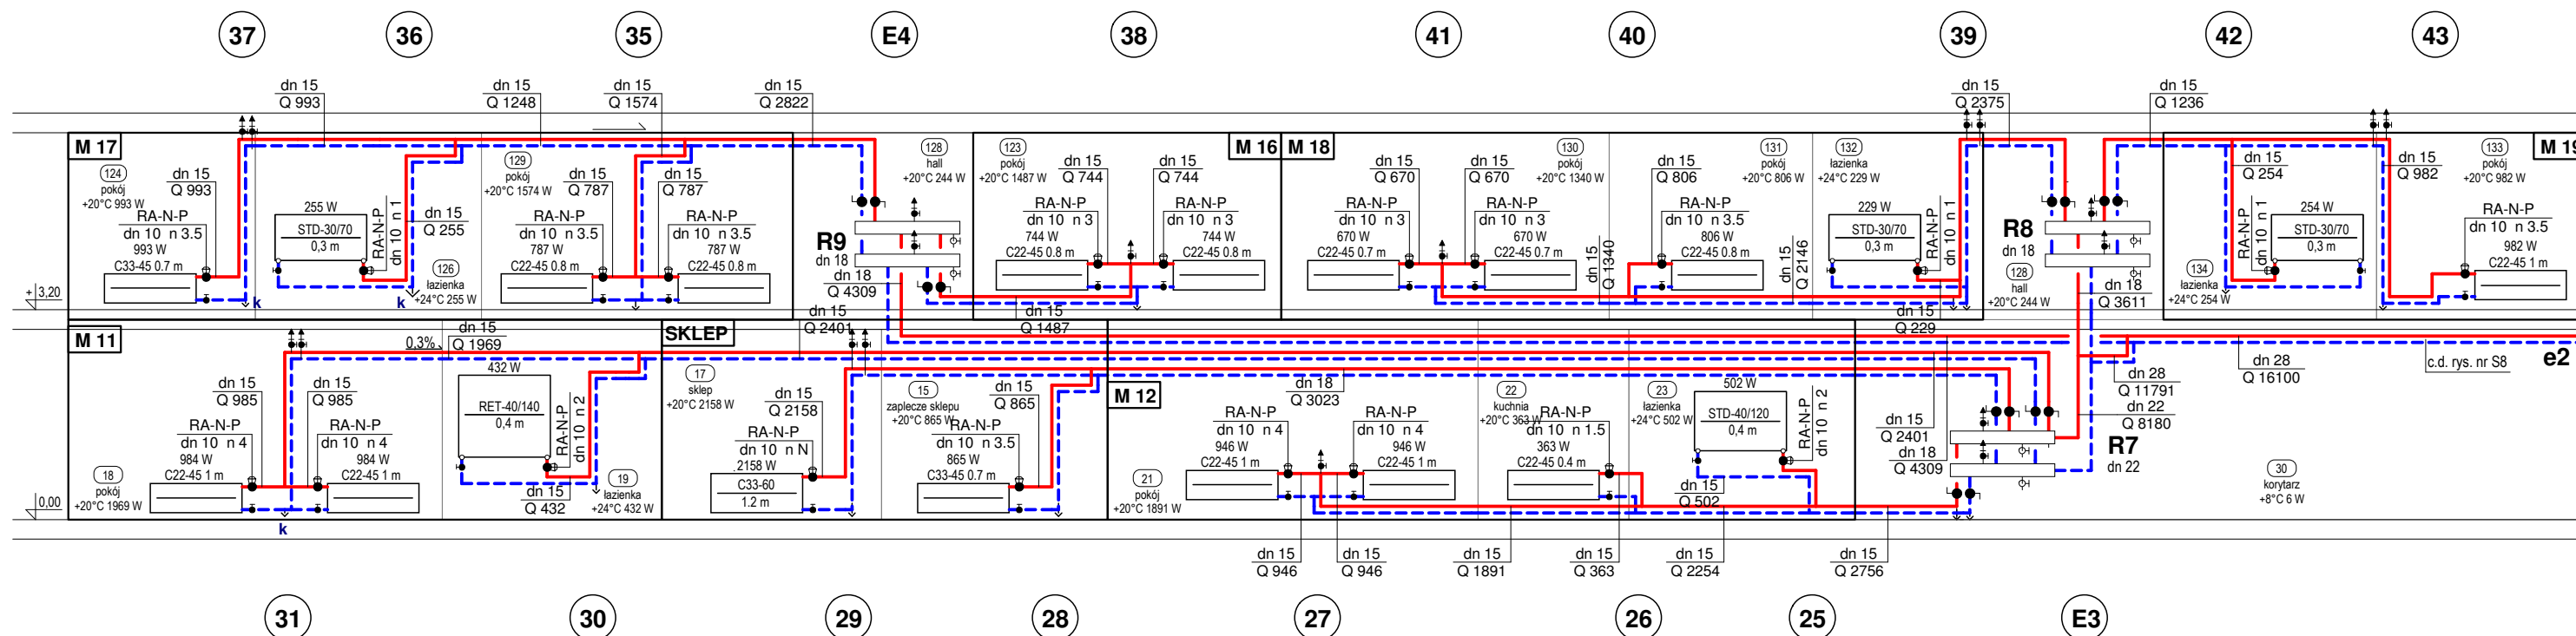 37
36
35
E4
38
41
40
39
42
43
dn 15
Q 993
dn 15
Q 1248
dn 15
Q 1574
dn 15
Q 2822
dn 15
Q 2375
dn 15
Q 1236
M 17
124
pokój
+20°C 993 W
dn 15
Q 993
RA-N-P
dn 10 n 3.5
993 W
C33-45 0.7 m
k
255 W
STD-30/70
0,3 m
RA-N-P
dn 10 n 1
dn 15
Q 255
126
łazienka
+24°C 255 W
k
129
pokój
+20°C 1574 W
dn 15
Q 787
dn 15
Q 787
RA-N-P
dn 10 n 3.5
787 W
C22-45 0.8 m
RA-N-P
dn 10 n 3.5
787 W
C22-45 0.8 m
R9
dn 18
dn 18
Q 4309
128
hall
+20°C 244 W
123
pokój
+20°C 1487 W
dn 15
Q 744
dn 15
Q 744
M 16
RA-N-P
dn 10 n 3
744 W
C22-45 0.8 m
RA-N-P
dn 10 n 3
744 W
C22-45 0.8 m
dn 15
Q 1487
M 18
dn 15
Q 670
dn 15
Q 670
RA-N-P
dn 10 n 3
670 W
C22-45 0.7 m
RA-N-P
dn 10 n 3
670 W
C22-45 0.7 m
130
pokój
+20°C 1340 W
dn 15
Q 1340
dn 15
Q 806
RA-N-P
dn 10 n 3.5
806 W
C22-45 0.8 m
131
pokój
+20°C 806 W
dn 15
Q 2146
132
łazienka
+24°C 229 W
229 W
STD-30/70
0,3 m
RA-N-P
dn 10 n 1
dn 15
Q 229
R8
dn 18
128
hall
+20°C 244 W
dn 18
Q 3611
134
łazienka
+24°C 254 W
RA-N-P
dn 10 n 1
dn 15
Q 254
254 W
STD-30/70
0,3 m
dn 15
Q 982
133
pokój
+20°C 982 W
M 19
RA-N-P
dn 10 n 3.5
982 W
C22-45 1 m
+ 3,20
M 11
0,3%
dn 15
Q 1969
dn 15
Q 985
dn 15
Q 985
RA-N-P
dn 10 n 4
984 W
C22-45 1 m
RA-N-P
dn 10 n 4
984 W
C22-45 1 m
18
pokój
+20°C 1969 W
k
432 W
RET-40/140
0,4 m
RA-N-P
dn 10 n 2
dn 15
Q 432
19
łazienka
+24°C 432 W
SKLEP
dn 15
Q 2401
17
sklep
+20°C 2158 W
dn 15
Q 2158
RA-N-P
dn 10 n N
2158 W
C33-60
1.2 m
15
zaplecze sklepu
+20°C 865 W
dn 15
Q 865
RA-N-P
dn 10 n 3.5
865 W
C33-45 0.7 m
M 12
21
pokój
+20°C 1891 W
dn 18
Q 3023
RA-N-P
dn 10 n 4
946 W
C22-45 1 m
RA-N-P
dn 10 n 4
946 W
C22-45 1 m
22
kuchnia
+20°C 363 W
RA-N-P
dn 10 n 1.5
363 W
C22-45 0.4 m
23
łazienka
+24°C 502 W
502 W
STD-40/120
0,4 m
RA-N-P
dn 10 n 2
dn 15
Q 502
dn 15
Q 2401
dn 18
Q 4309
R7
dn 22
dn 28
Q 11791
dn 22
Q 8180
dn 28
Q 16100
c.d. rys. nr S8
e2
30
korytarz
+8°C 6 W
0,00
dn 15
Q 946
dn 15
Q 946
dn 15
Q 1891
dn 15
Q 363
dn 15
Q 2254
dn 15
Q 2756
31
30
29
28
27
26
25
E3